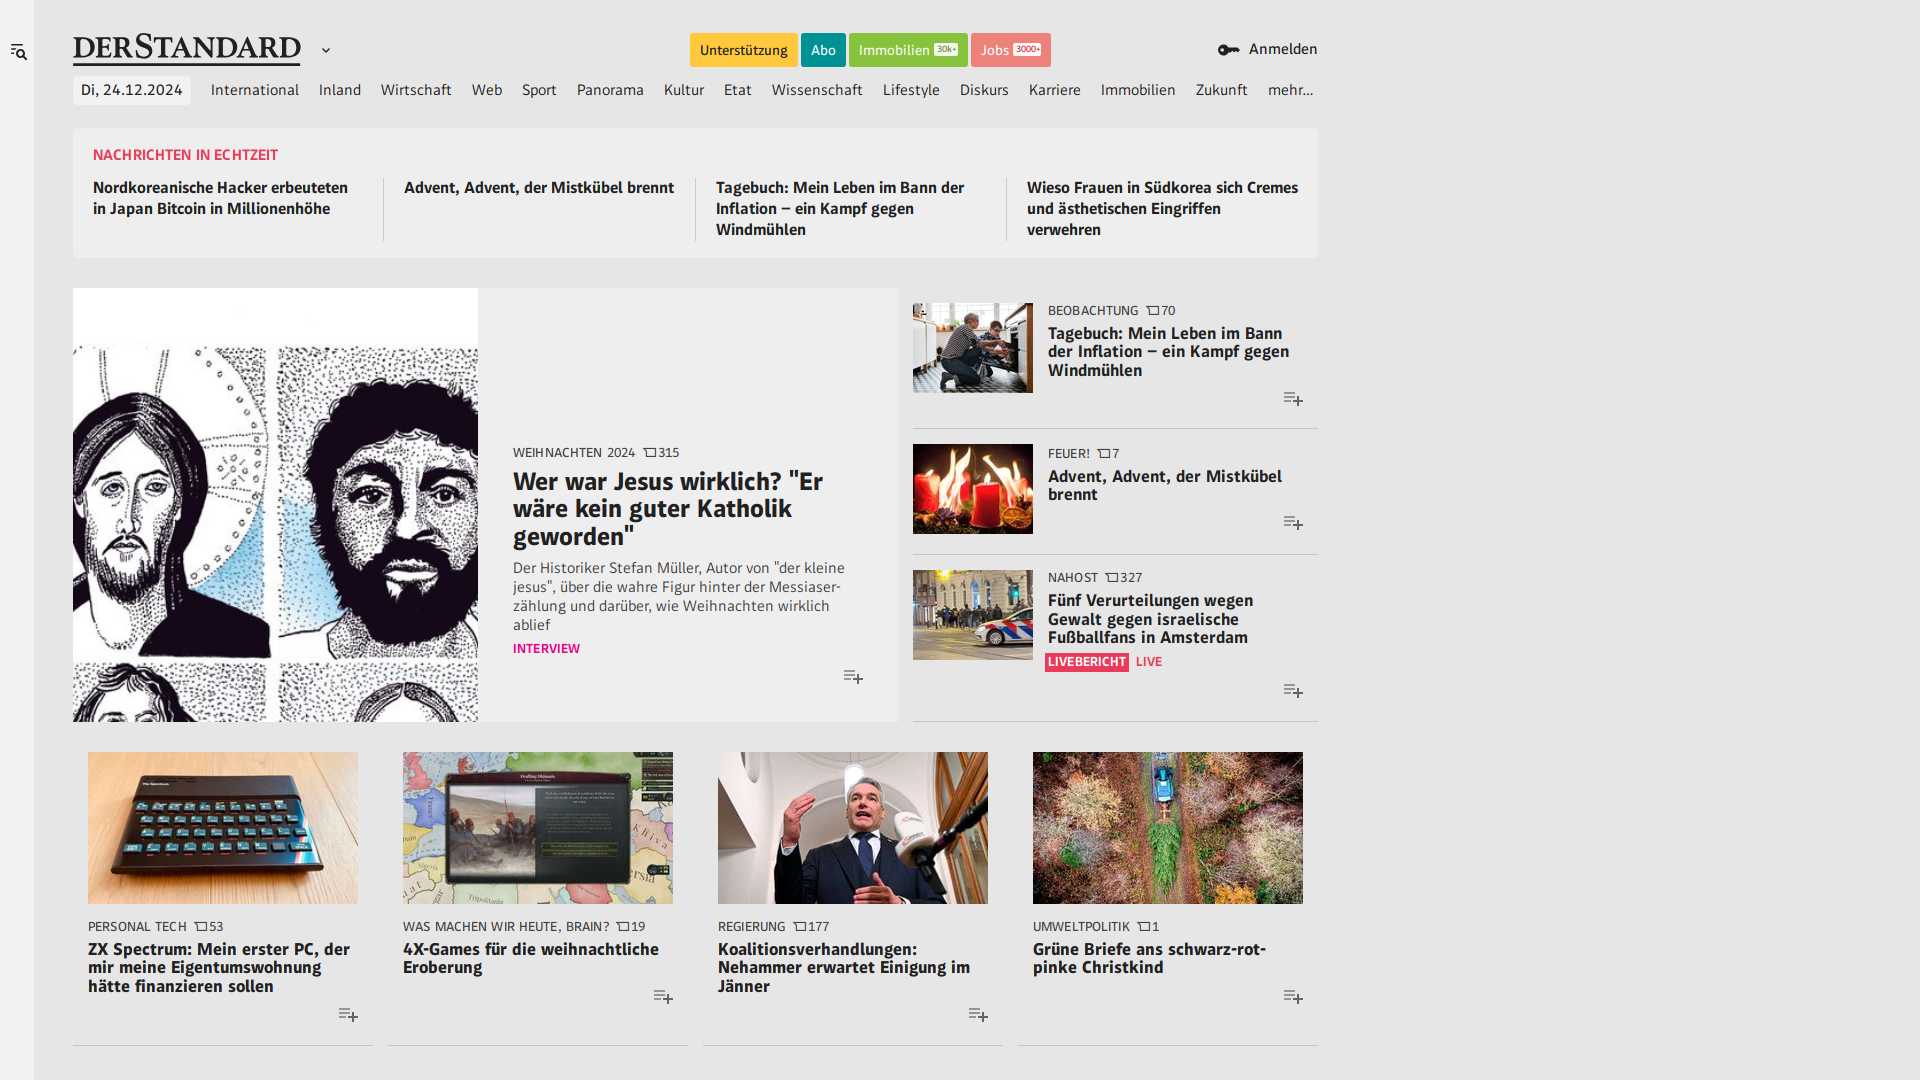 DERSTANDARD
Unterstützung
Abo
Immobilien 30k+
Jobs 3000+
Anmelden
Di, 24.12.2024
International
Inland
Wirtschaft
Web
Sport
Panorama
Kultur
Etat
Wissenschaft
Lifestyle
Diskurs
Karriere
Immobilien
Zukunft
mehr...
NACHRICHTEN IN ECHTZEIT
Nordkoreanische Hacker erbeuteten
in Japan Bitcoin in Millionenhöhe
Advent, Advent, der Mistkübel brennt
Tagebuch: Mein Leben im Bann der
Inflation – ein Kampf gegen
Windmühlen
Wieso Frauen in Südkorea sich Cremes
und ästhetischen Eingriffen
verwehren
WEIHNACHTEN 2024 315
Wer war Jesus wirklich? "Er
wäre kein guter Katholik
geworden"
Der Historiker Stefan Müller, Autor von "der kleine
jesus", über die wahre Figur hinter der Messiaser-
zählung und darüber, wie Weihnachten wirklich
ablief
INTERVIEW
BEOBACHTUNG 70
Tagebuch: Mein Leben im Bann
der Inflation – ein Kampf gegen
Windmühlen
FEUER! 7
Advent, Advent, der Mistkübel
brennt
NAHOST 327
Fünf Verurteilungen wegen
Gewalt gegen israelische
Fußballfans in Amsterdam
LIVEBERICHT LIVE
PERSONAL TECH 53
ZX Spectrum: Mein erster PC, der
mir meine Eigentumswohnung
hätte finanzieren sollen
WAS MACHEN WIR HEUTE, BRAIN? 19
4X-Games für die weihnachtliche
Eroberung
REGIERUNG 177
Koalitionsverhandlungen:
Nehammer erwartet Einigung im
Jänner
UMWELTPOLITIK 1
Grüne Briefe ans schwarz-rot-
pinke Christkind